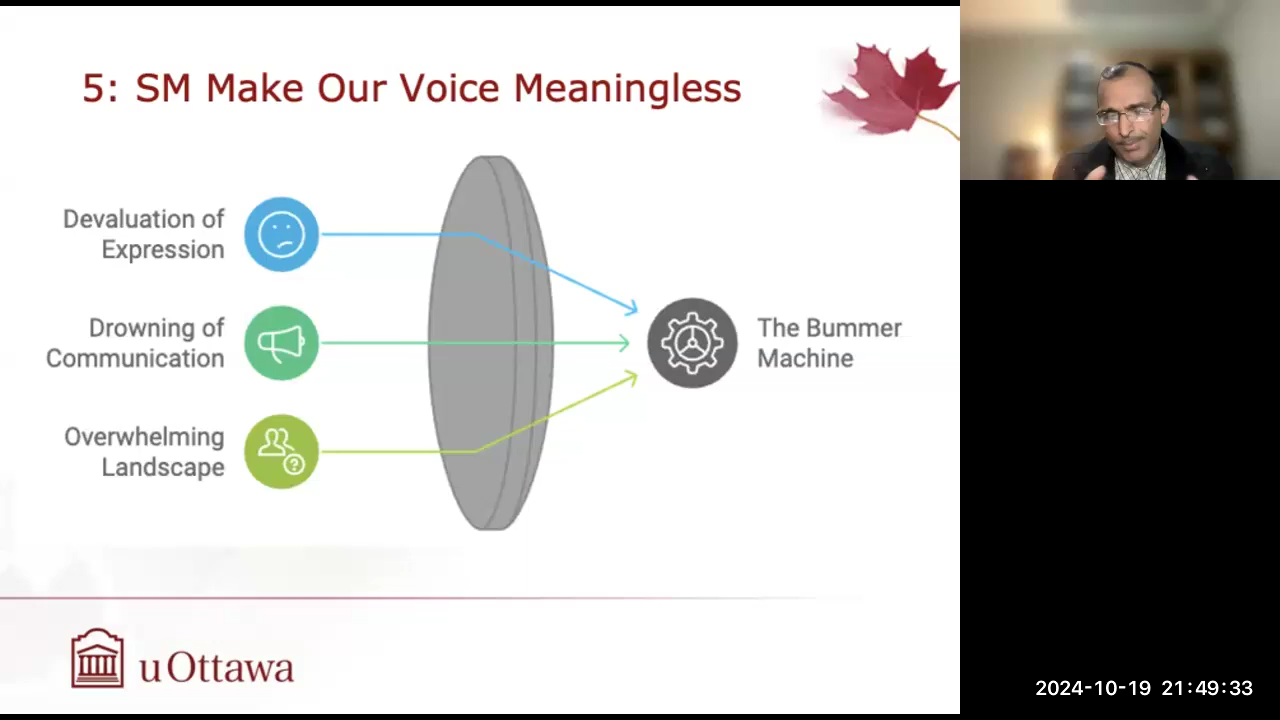 5: SM Make Our Voice Meaningless
Devaluation of
Expression
Drowning of
Communication
Overwhelming
Landscape
The Bummer
Machine
?
uOttawa
2024-10-19 21:49:33